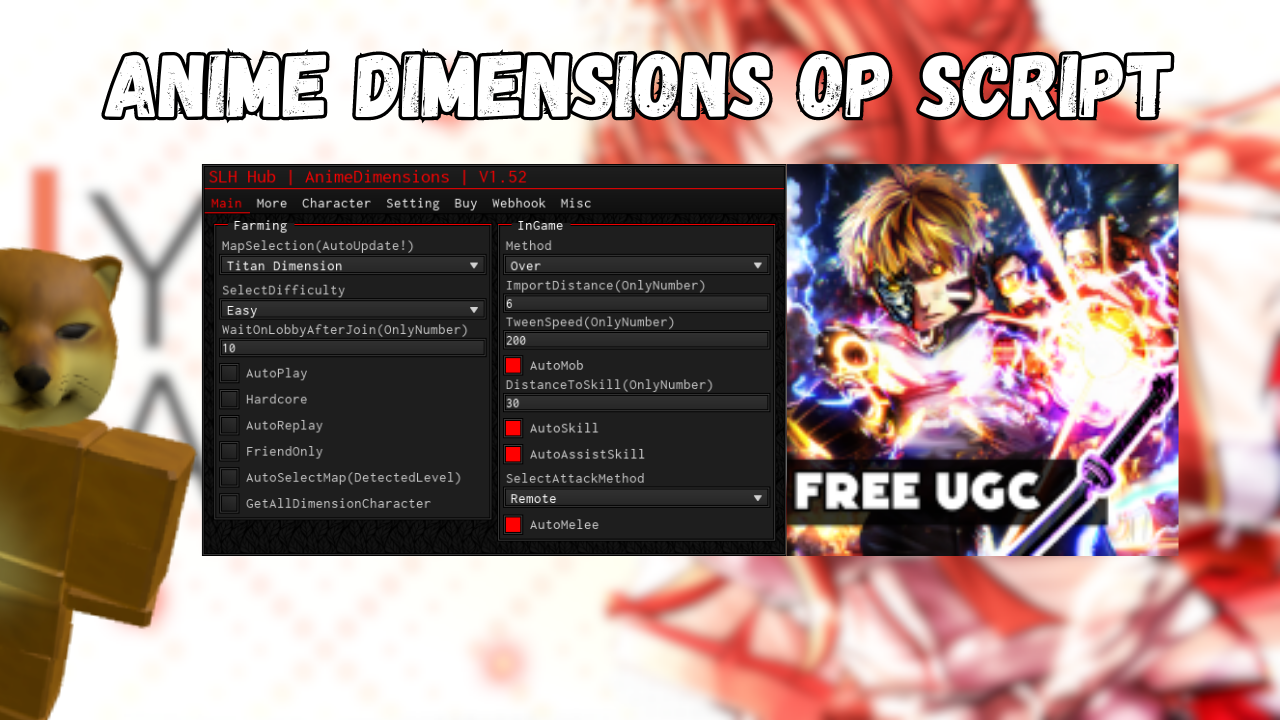 ANIME DIMENSIONS OP SCRIPT
SLH Hub | AnimeDimensions | V1.52
Main More Character Setting Buy Webhook Misc
Farming
MapSelection(AutoUpdate!)
Titan Dimension
SelectDifficulty
Easy
WaitOnLobbyAfterJoin(OnlyNumber)
10
AutoPlay
Hardcore
AutoReplay
FriendOnly
AutoSelectMap(DetectedLevel)
GetAllDimensionCharacter
InGame
Method
Over
ImportDistance(OnlyNumber)
6
TweenSpeed(OnlyNumber)
200
AutoMob
DistanceToSkill(OnlyNumber)
30
AutoSkill
AutoAssistSkill
SelectAttackMethod
Remote
AutoMelee
FREE UGC